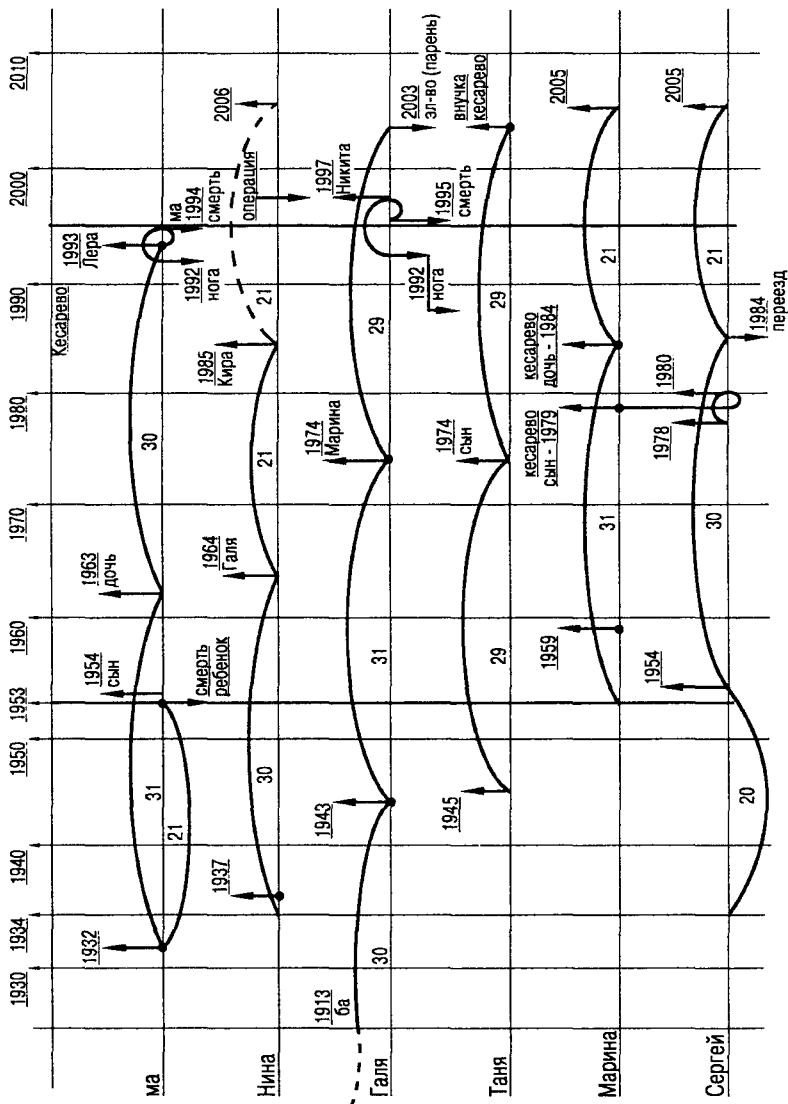 1930
1934
1940
1950
1953
1960
1970
1980
1990
2000
2010
ма
1932
31
21
1954
сын
смерть
ребенок
1963
дочь
30
Кесарево
1993
Лера
1992
нога
ма
1994
смерть
Нина
1937
30
1964
Галя
21
1985
Кира
21
операция
2006
Галя
1913
ба
30
1943
31
1974
Марина
29
1992
нога
1997
Никита
1995
смерть
2003
эл-во (парень)
Таня
1945
29
1974
сын
29
внучка
кесарево
Марина
1959
31
кесарево
сын - 1979
кесарево
дочь - 1984
21
2005
Сергей
20
1954
30
1978
1980
1984
переезд
21
2005